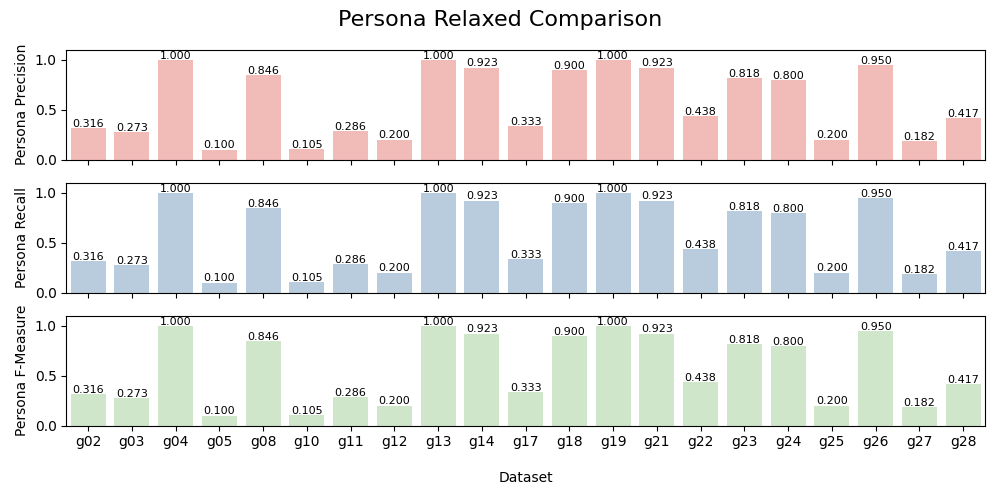 Persona Relaxed Comparison
Persona Precision
1.0
0.5
0.0
0.316 0.273 1.000 0.100 0.846 0.105 0.286 0.200 1.000 0.923 0.333 0.900 1.000 0.923 0.438 0.818 0.800 0.200 0.950 0.182 0.417
Persona Recall
1.0
0.5
0.0
0.316 0.273 1.000 0.100 0.846 0.105 0.286 0.200 1.000 0.923 0.333 0.900 1.000 0.923 0.438 0.818 0.800 0.200 0.950 0.182 0.417
Persona F-Measure
1.0
0.5
0.0
0.316 0.273 1.000 0.100 0.846 0.105 0.286 0.200 1.000 0.923 0.333 0.900 1.000 0.923 0.438 0.818 0.800 0.200 0.950 0.182 0.417
g02 g03 g04 g05 g08 g10 g11 g12 g13 g14 g17 g18 g19 g21 g22 g23 g24 g25 g26 g27 g28
Dataset